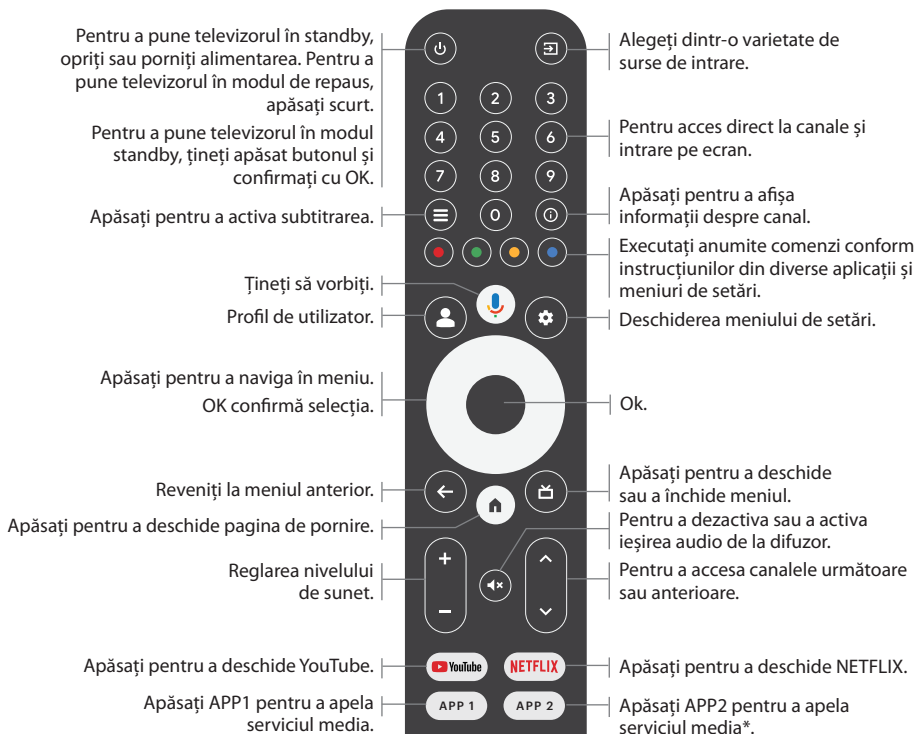 Pentru a pune televizorul în standby,
opriți sau porniți alimentarea. Pentru a
pune televizorul în modul de repaus,
apăsați scurt.
Pentru a pune televizorul în modul
standby, țineți apăsat butonul și
confirmați cu OK.
Apăsați pentru a activa subtitrarea.
Țineți să vorbiți.
Profil de utilizator.
Apăsați pentru a naviga în meniu.
OK confirmă selecția.
Reveniți la meniul anterior.
Apăsați pentru a deschide pagina de pornire.
Reglarea nivelului
de sunet.
Apăsați pentru a deschide YouTube.
Apăsați APP1 pentru a apela
serviciul media.
1 2 3
4 5 6
7 8 9
0
YouTube NETFLIX
APP 1 APP 2
Alegeți dintr-o varietate de
surse de intrare.
Pentru acces direct la canale și
intrare pe ecran.
Apăsați pentru a afișa
informații despre canal.
Executați anumite comenzi conform
instrucțiunilor din diverse aplicații și
meniuri de setări.
Deschiderea meniului de setări.
Ok.
Apăsați pentru a deschide
sau a închide meniul.
Pentru a dezactiva sau a activa
ieșirea audio de la difuzor.
Pentru a accesa canalele următoare
sau anterioare.
Apăsați pentru a deschide NETFLIX.
Apăsați APP2 pentru a apela
serviciul media*.